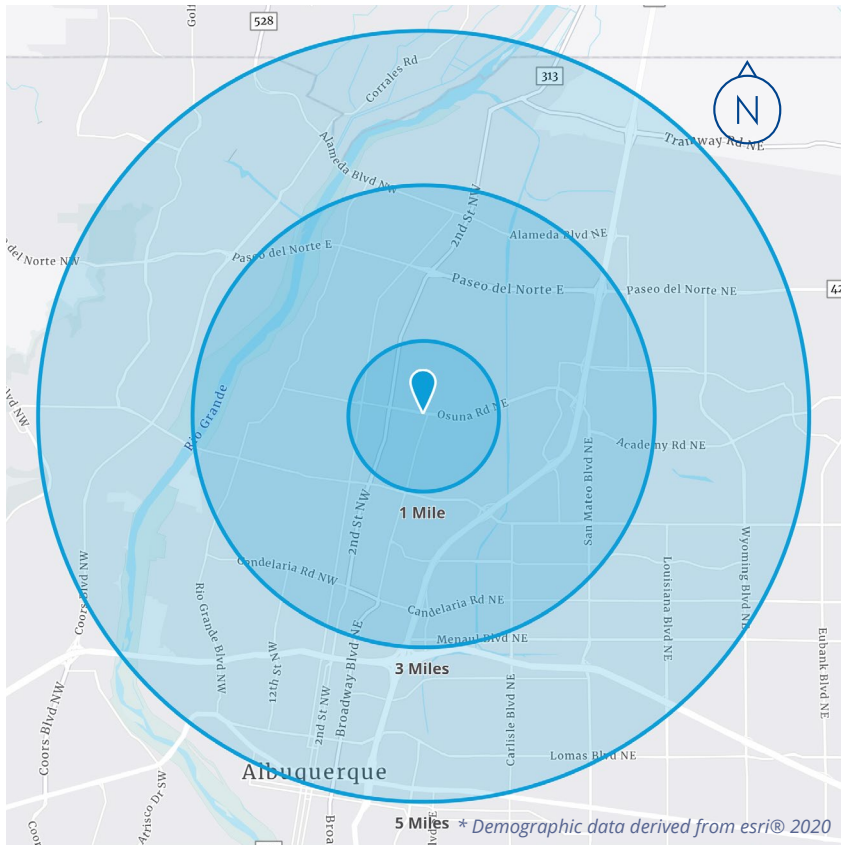 Golf
528
Corrales Rd
313
N
Tramway Rd NE
Alameda Blvd NW
2nd St NW
Alameda Blvd NE
Paseo del Norte E
del Norte NW
Paseo del Norte E
Paseo del Norte NE
Rio Grande
Osuna Rd NE
Academy Rd NE
San Mateo Blvd NE
1 Mile
2nd St NW
Wyoming Blvd NE
Coors Blvd NW
Candelaria Rd NW
Louisiana Blvd NE
Rio Grande Blvd NW
Candelaria Rd NE
Menaul Blvd NE
Eubank Blvd NE
12th St NW
Broadway Blvd NE
3 Miles
2nd St NW
Carlisle Blvd NE
Coors Blvd NW
Lomas Blvd NE
Albuquerque
Arrisco Dr SW
5 Miles
* Demographic data derived from esri® 2020